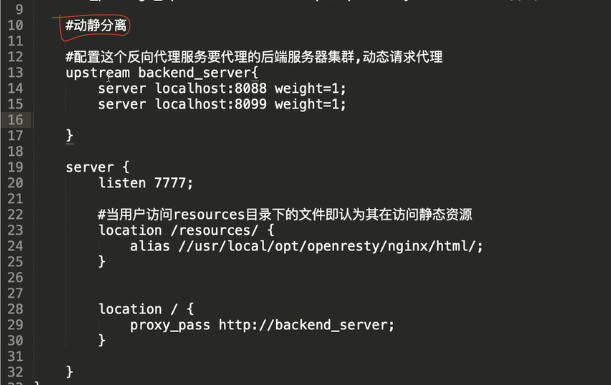 9
10 #动静分离
11
12 #配置这个反向代理服务要代理的后端服务器集群,动态请求代理
13 upstream backend_server{
14 server localhost:8088 weight=1;
15 server localhost:8099 weight=1;
16
17 }
18
19 server {
20 listen 7777;
21
22 #当用户访问resources目录下的文件即认为其在访问静态资源
23 location /resources/ {
24 alias //usr/local/opt/openresty/nginx/html/;
25 }
26
27
28 location / {
29 proxy_pass http://backend_server;
30 }
31
32 }